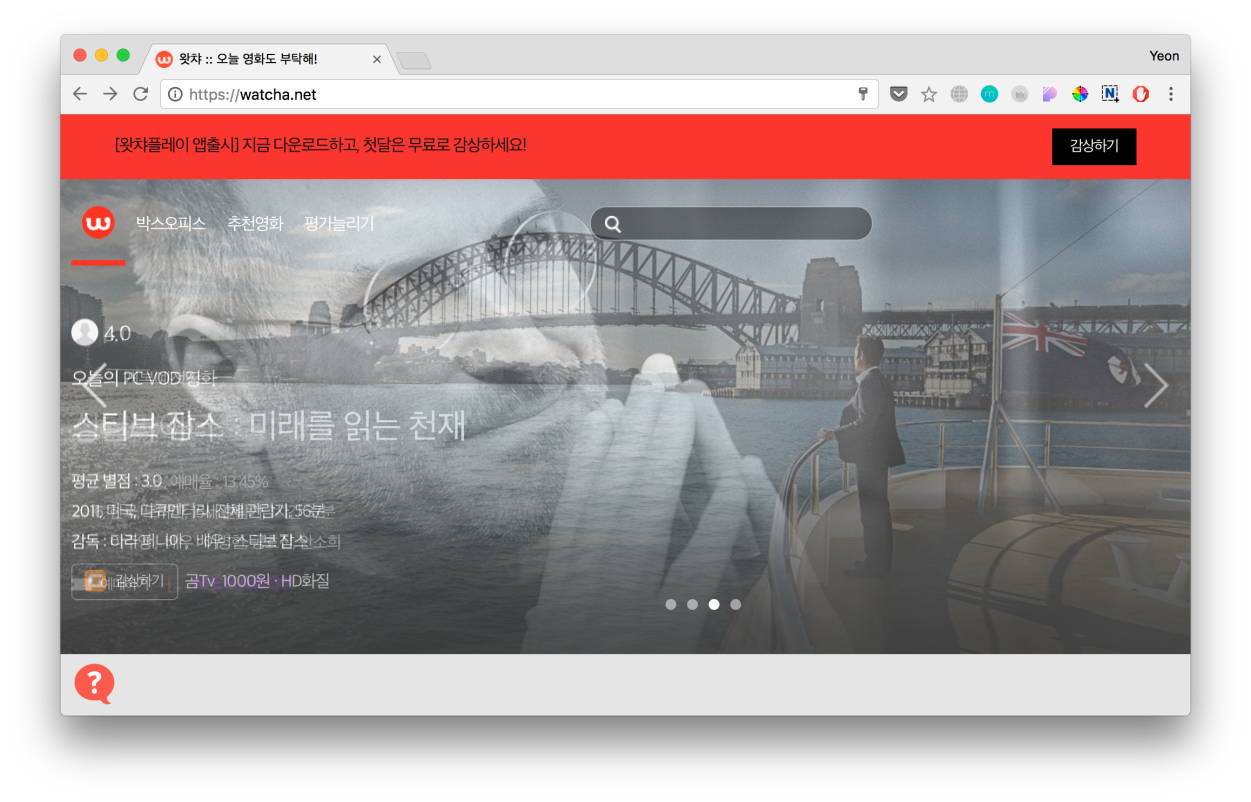 왓챠 :: 오늘 영화도 부탁해!
Yeon
https://watcha.net
[왓챠플레이 앱출시] 지금 다운로드하고, 첫달은 무료로 감상하세요!
감상하기
w 박스오피스 추천영화 평가늘리기
4.0
오늘의 PC VOD 영화
스티브 잡스 : 미래를 읽는 천재
평균 별점 : 3.0 예매율 : 13.45%
2011, 미국, 다큐멘터리, 전체 관람가, 56분
감독 : 타라 피니아, 배우 : 스티브 잡스
감상하기 곰Tv 1000원 · HD화질
?